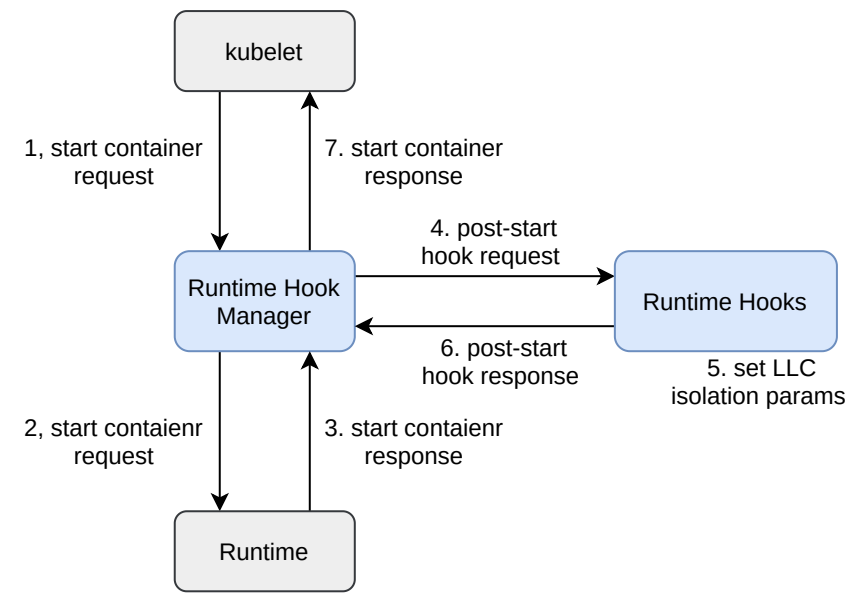 kubelet
1, start container
request
7. start container
response
4. post-start
hook request
Runtime Hook
Manager
Runtime Hooks
6. post-start
hook response
5. set LLC
isolation params
2, start contaienr
request
3. start contaienr
response
Runtime